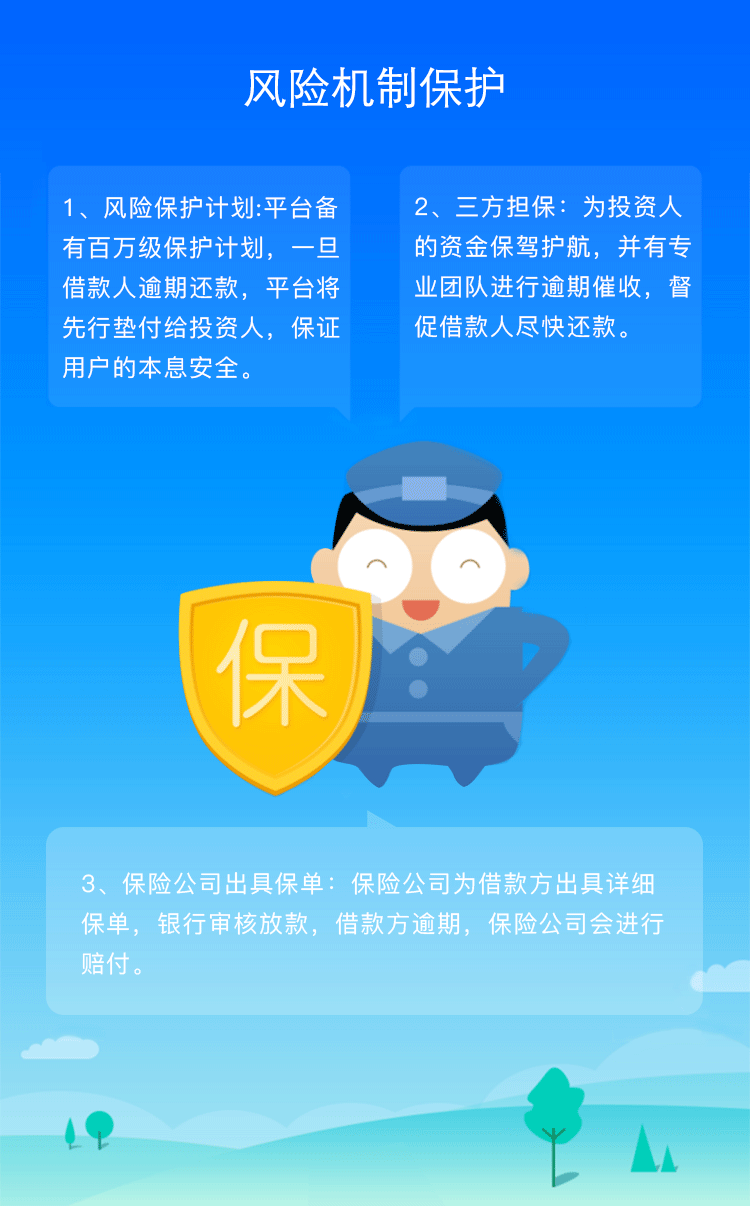 风险机制保护
1、风险保护计划:平台备
有百万级保护计划，一旦
借款人逾期还款，平台将
先行垫付给投资人，保证
用户的本息安全。
2、三方担保：为投资人
的资金保驾护航，并有专
业团队进行逾期催收，督
促借款人尽快还款。
保
3、保险公司出具保单：保险公司为借款方出具详细
保单，银行审核放款，借款方逾期，保险公司会进行
赔付。